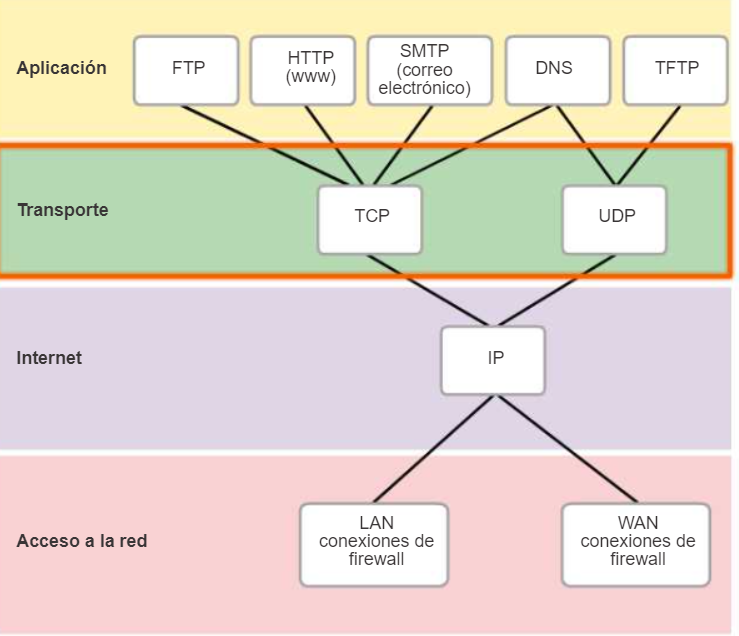 Aplicación
FTP
HTTP
(www)
SMTP
(correo
electrónico)
DNS
TFTP
Transporte
TCP
UDP
Internet
IP
Acceso a la red
LAN
conexiones de
firewall
WAN
conexiones de
firewall